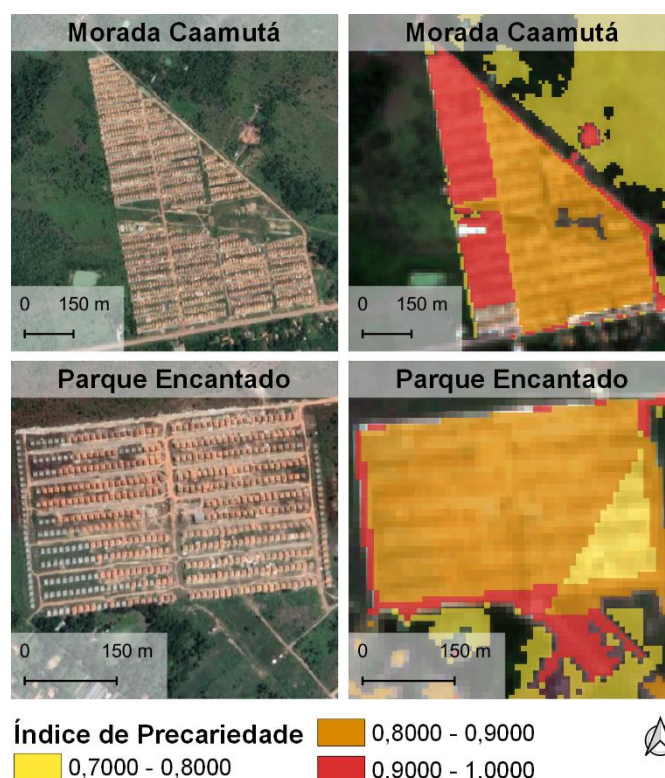 Morada Caamutá
Morada Caamutá
0 150 m
0 150 m
Parque Encantado
Parque Encantado
0 150 m
0 150 m
Índice de Precariedade
0,8000 - 0,9000
0,7000 - 0,8000
0,9000 - 1,0000